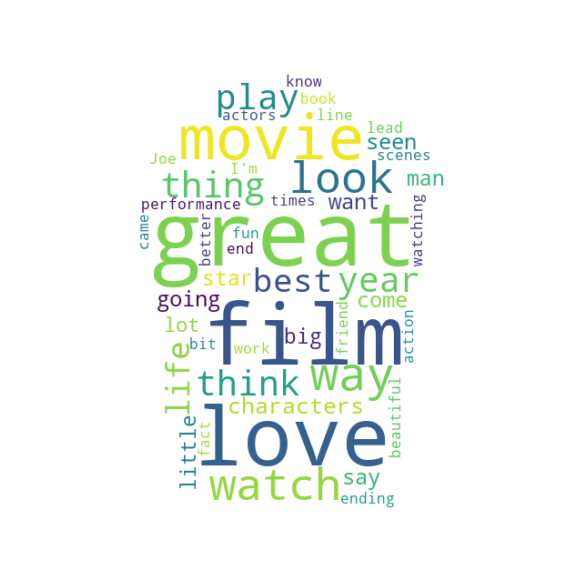 know
play
book
actors
line
movie
lead
seen
Joe
scenes
I'm
look
thing
man
performance
times
want
great
came
better
fun
watching
end
star
best
year
going
come
film
lot
big
friend
action
bit
work
life
think
way
characters
beautiful
love
little
fact
watch
say
ending